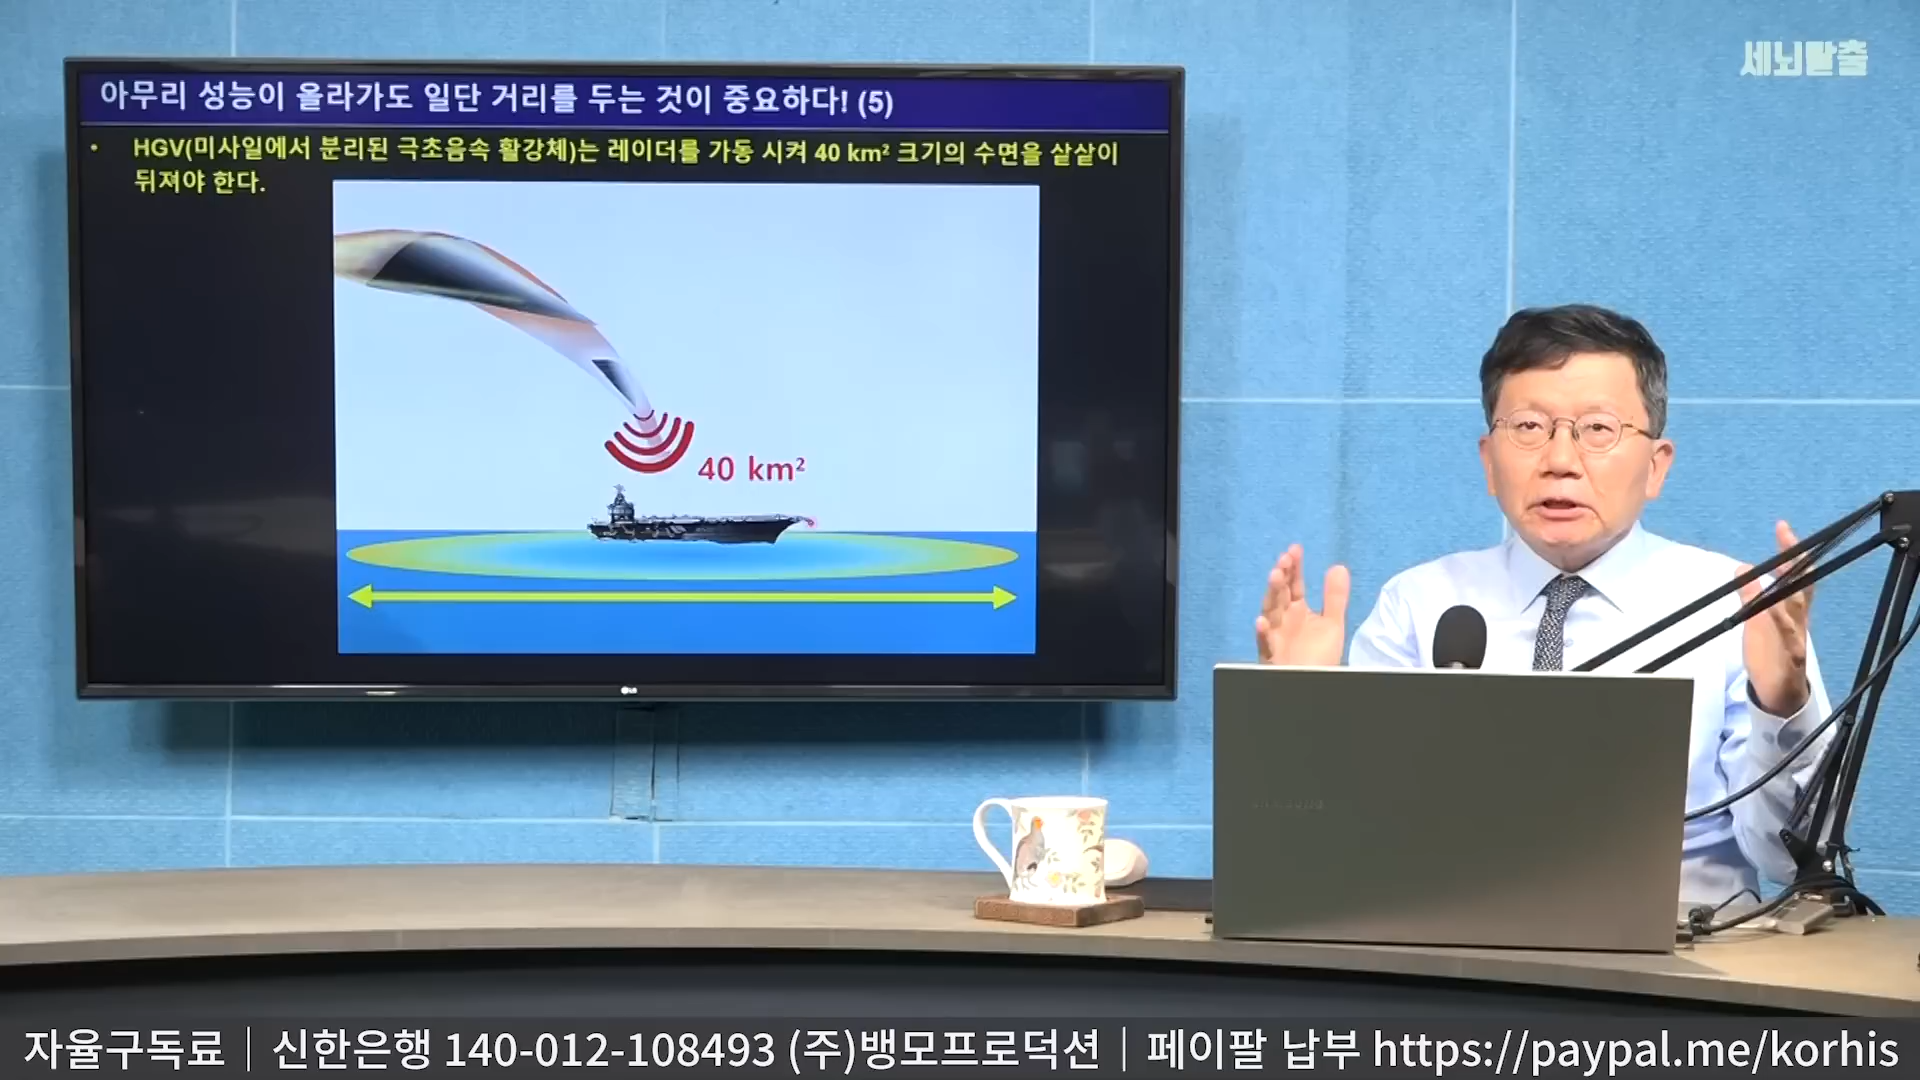 세뇌탈출
아무리 성능이 올라가도 일단 거리를 두는 것이 중요하다! (5)
• HGV(미사일에서 분리된 극초음속 활강체)는 레이더를 가동 시켜 40 km² 크기의 수면을 샅샅이
뒤져야 한다.
40 km²
LG
SAMSUNG
자율구독료│신한은행 140-012-108493 (주)뱅모프로덕션│페이팔 납부 https://paypal.me/korhis